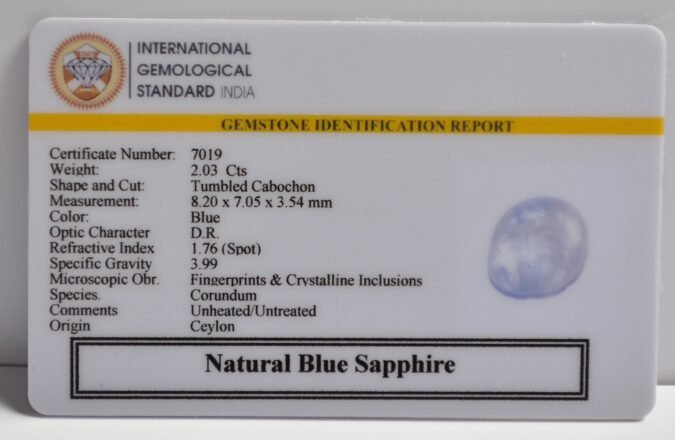 INTERNATIONAL
GEMOLOGICAL
STANDARD INDIA
GEMSTONE IDENTIFICATION REPORT
Certificate Number: 7019
Weight: 2.03 Cts
Shape and Cut: Tumbled Cabochon
Measurement: 8.20 x 7.05 x 3.54 mm
Color: Blue
Optic Character D.R.
Refractive Index 1.76 (Spot)
Specific Gravity 3.99
Microscopic Obr. Fingerprints & Crystalline Inclusions
Species. Corundum
Comments Unheated/Untreated
Origin Ceylon
Natural Blue Sapphire